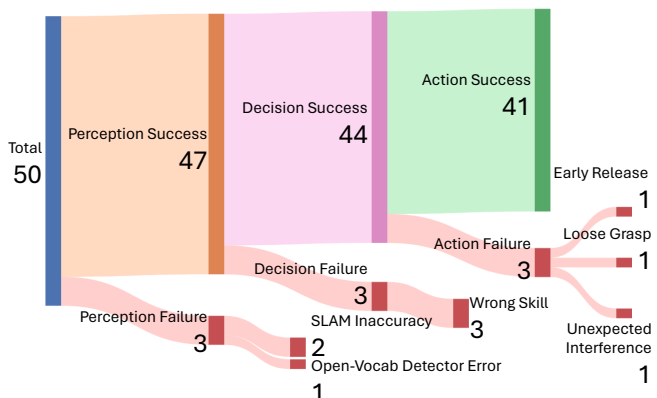 Total
50
Perception Success
47
Decision Success
44
Action Success
41
Early Release
1
Loose Grasp
1
Unexpected
Interference
1
Action Failure
3
Decision Failure
3
Wrong Skill
3
Perception Failure
3
SLAM Inaccuracy
2
Open-Vocab Detector Error
1